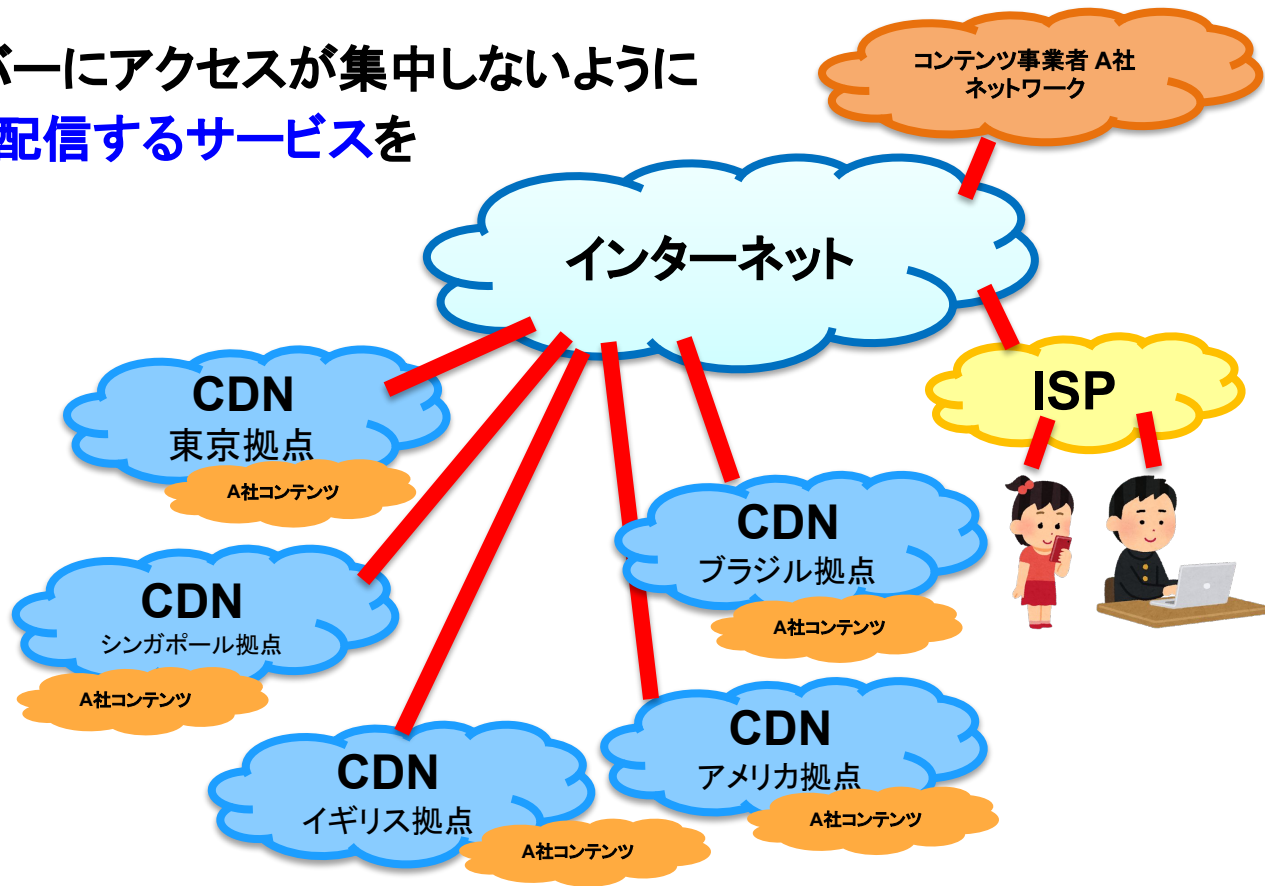 バーにアクセスが集中しないように
配信するサービスを
コンテンツ事業者 A社
ネットワーク
インターネット
ISP
CDN
東京拠点
A社コンテンツ
CDN
ブラジル拠点
A社コンテンツ
CDN
シンガポール拠点
A社コンテンツ
CDN
アメリカ拠点
A社コンテンツ
CDN
イギリス拠点
A社コンテンツ